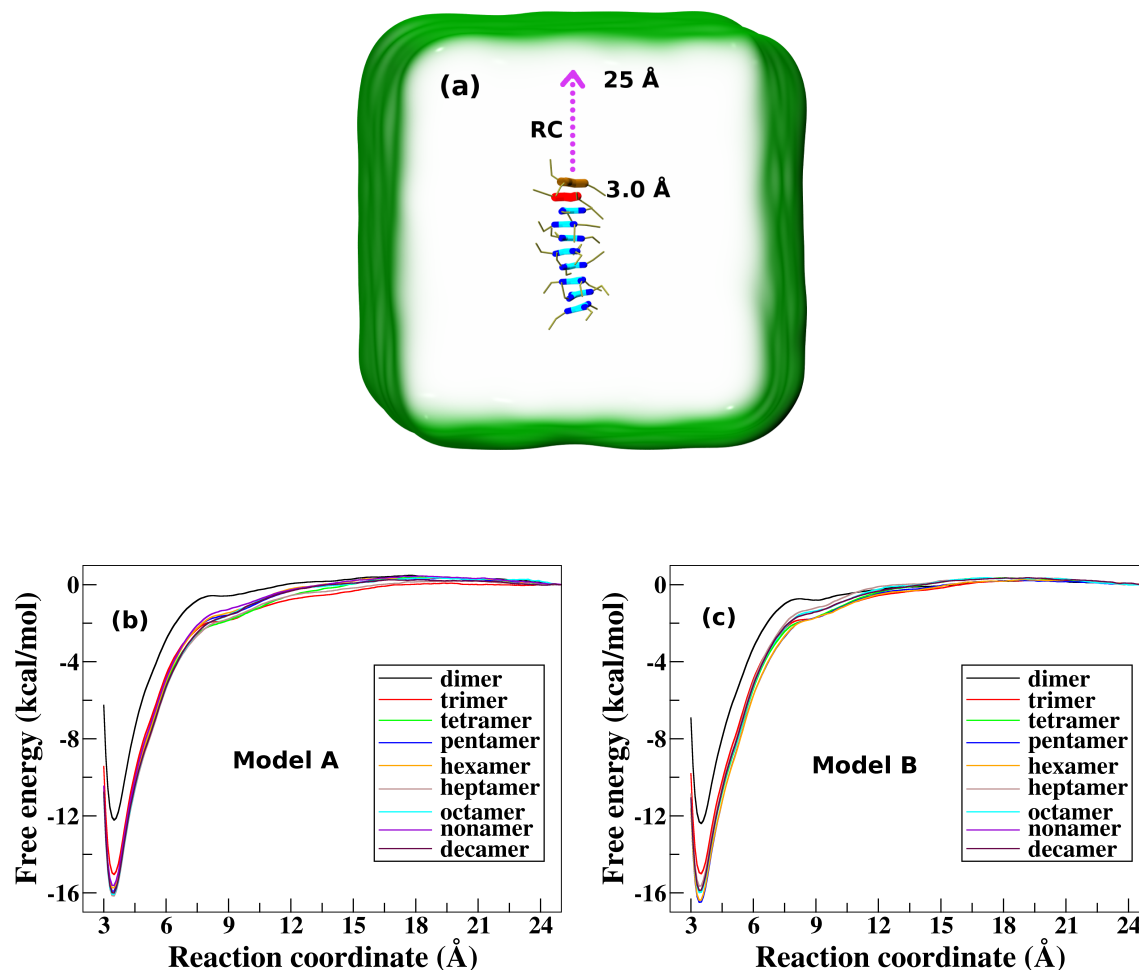 (a)
25 Å
RC
3.0 Å
(b)
Free energy (kcal/mol)
0
-4
-8
-12
-16
Model A
dimer
trimer
tetramer
pentamer
hexamer
heptamer
octamer
nonamer
decamer
3 6 9 12 15 18 21 24
Reaction coordinate (Å)
(c)
Free energy (kcal/mol)
0
-4
-8
-12
-16
Model B
dimer
trimer
tetramer
pentamer
hexamer
heptamer
octamer
nonamer
decamer
3 6 9 12 15 18 21 24
Reaction coordinate (Å)